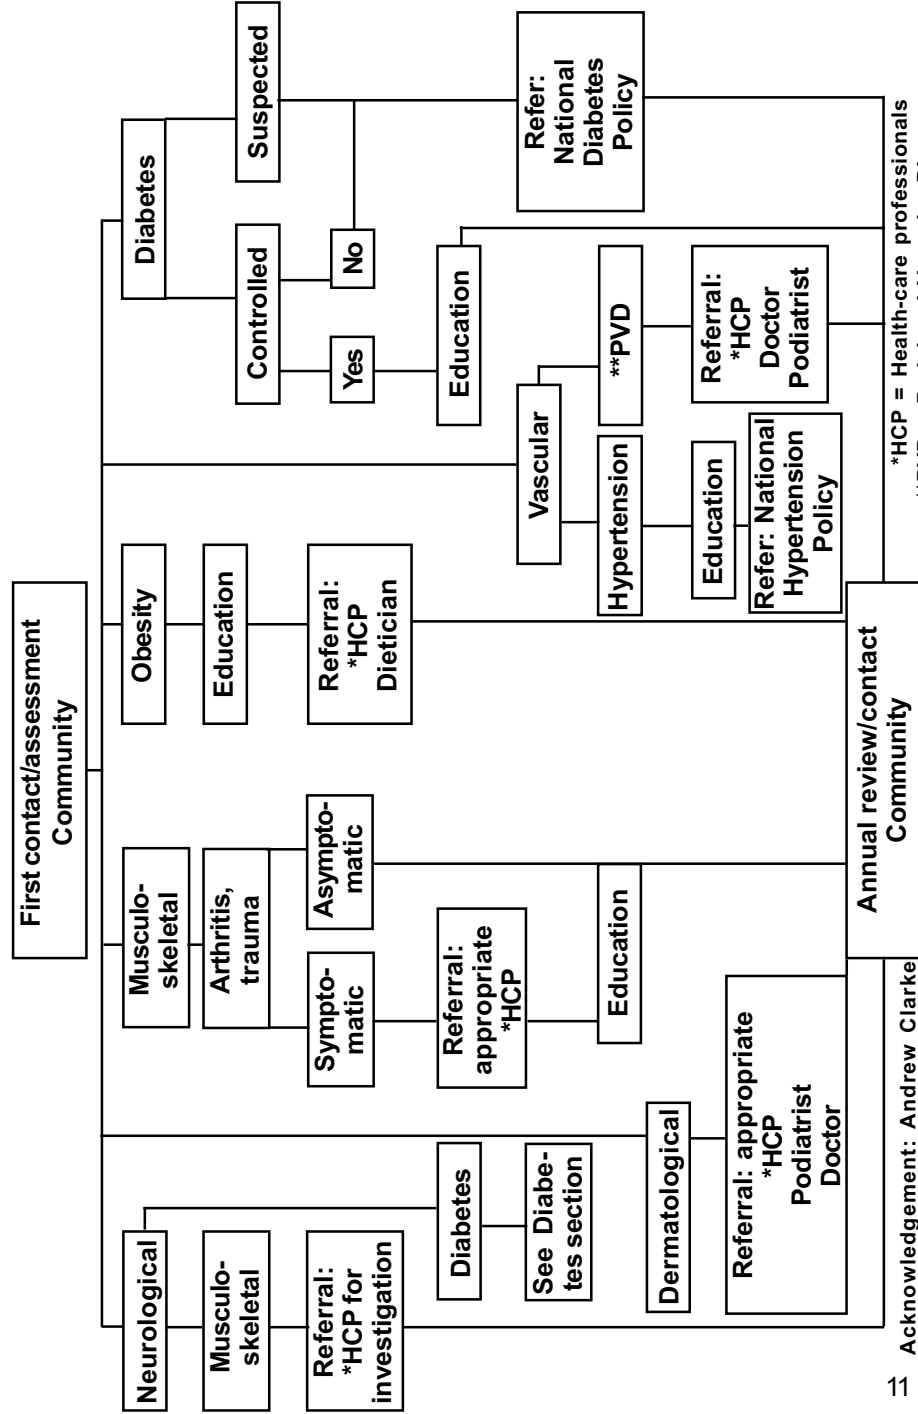 First contact/assessment
Community
Neurological
Musculo-
skeletal
Referral:
*HCP for
investigation
Diabetes
See Diabe-
tes section
Dermatological
Referral: appropriate
*HCP
Podiatrist
Doctor
Musculo-
skeletal
Arthritis,
trauma
Sympto-
matic
Asympto-
matic
Referral:
appropriate
*HCP
Education
Obesity
Education
Referral:
*HCP
Dietician
Vascular
Hypertension
**PVD
Education
Refer: National
Hypertension
Policy
Referral:
*HCP
Doctor
Podiatrist
Diabetes
Controlled
Suspected
Yes
No
Education
Refer:
National
Diabetes
Policy
Annual review/contact
Community
*HCP = Health-care professionals
Acknowledgement: Andrew Clarke
11